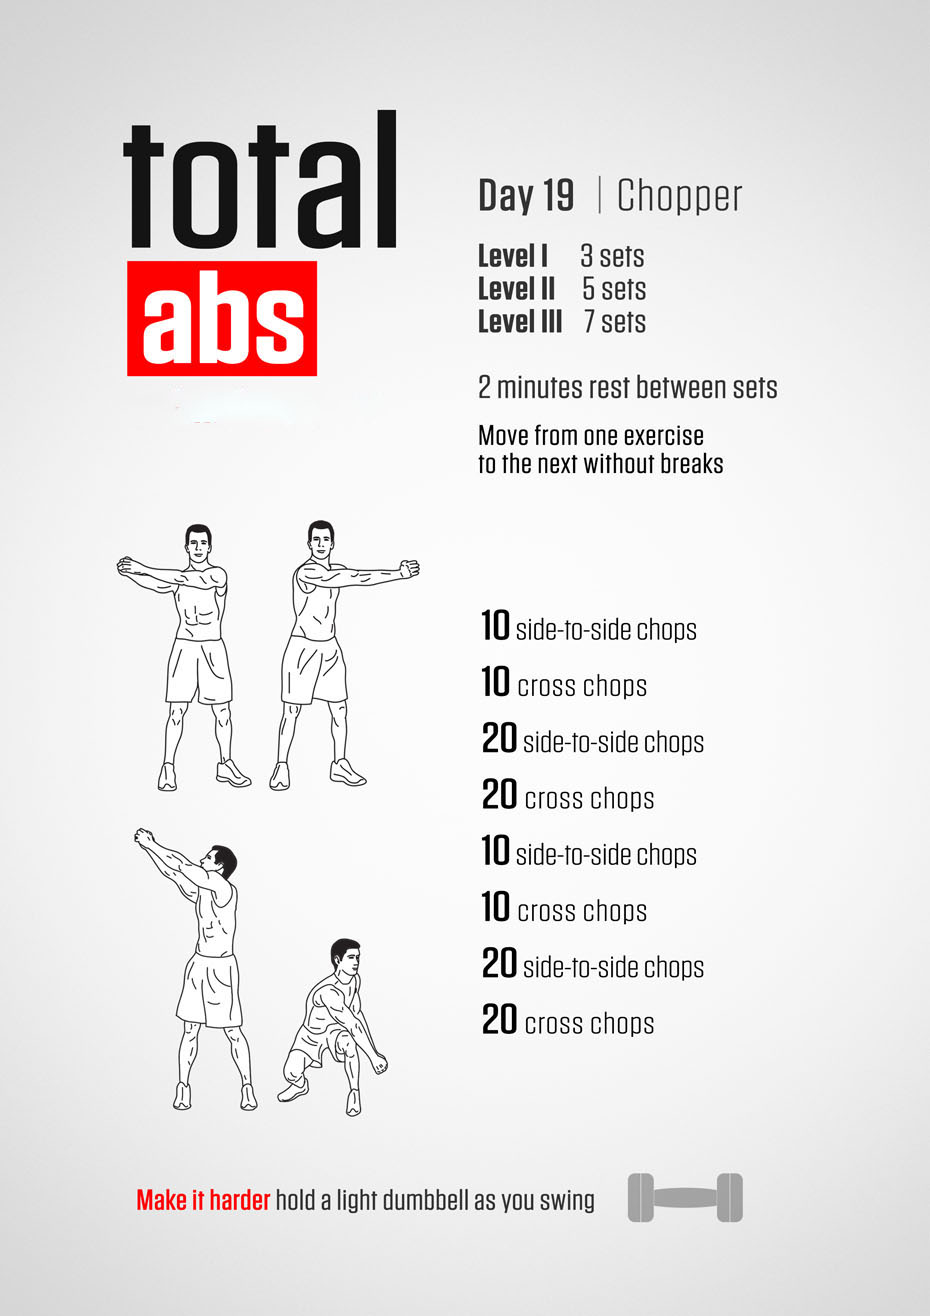 total
abs
Day 19 | Chopper
Level I 3 sets
Level II 5 sets
Level III 7 sets
2 minutes rest between sets
Move from one exercise
to the next without breaks
10 side-to-side chops
10 cross chops
20 side-to-side chops
20 cross chops
10 side-to-side chops
10 cross chops
20 side-to-side chops
20 cross chops
Make it harder hold a light dumbbell as you swing